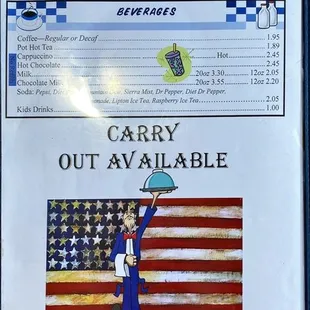 BEVERAGES
Coffee—Regular or Decaf 1.95
Pot Hot Tea 1.89
Cappuccino Hot 2.45
Hot Chocolate 2.45
Milk 20oz 3.30 12oz 2.05
Chocolate Milk 20oz 3.55 12oz 2.20
Soda: Pepsi, Diet Sierra Mist, Dr Pepper, Diet Dr Pepper,
Lipton Ice Tea, Raspberry Ice Tea 2.05
Kids Drinks 1.00
CARRY
OUT AVAILABLE